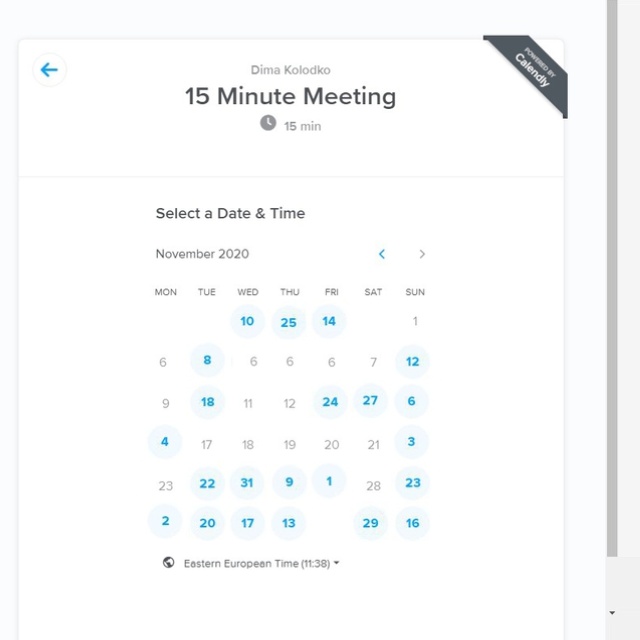 POWERED BY
Calendly
Dima Kolodko
15 Minute Meeting
15 min
Select a Date & Time
November 2020
MON TUE WED THU FRI SAT SUN
10 25 14 1
6 8 6 6 6 7 12
9 18 11 12 24 27 6
4 17 18 19 20 21 3
23 22 31 9 1 28 23
2 20 17 13 29 16
Eastern European Time (11:38)